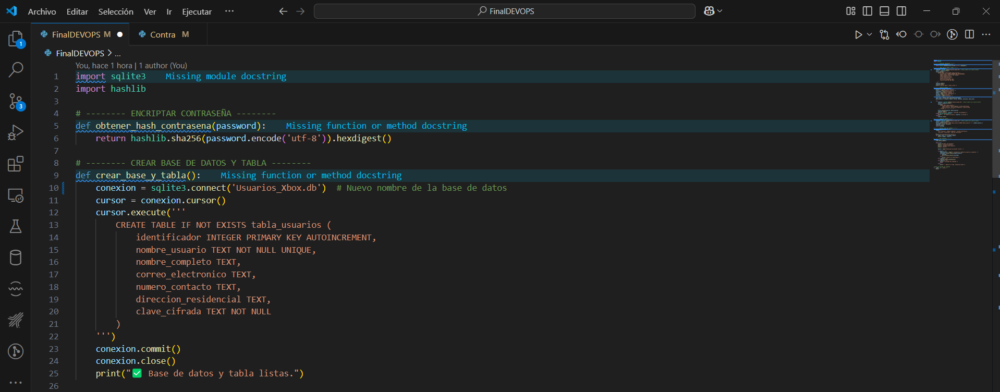 Archivo Editar Selección Ver Ir Ejecutar ···
FinalDEVOPS
FinalDEVOPS M Contra M
FinalDEVOPS > ...
1
3
You, hace 1 hora | 1 author (You)
1 import sqlite3 Missing module docstring
2 import hashlib
3
4 # -------- ENCRIPTAR CONTRASEÑA --------
5 def obtener_hash_contrasena(password): Missing function or method docstring
6 return hashlib.sha256(password.encode('utf-8')).hexdigest()
7
8 # -------- CREAR BASE DE DATOS Y TABLA --------
9 def crear_base_y_tabla(): Missing function or method docstring
10 conexion = sqlite3.connect('Usuarios_Xbox.db') # Nuevo nombre de la base de datos
11 cursor = conexion.cursor()
12 cursor.execute('''
13 CREATE TABLE IF NOT EXISTS tabla_usuarios (
14 identificador INTEGER PRIMARY KEY AUTOINCREMENT,
15 nombre_usuario TEXT NOT NULL UNIQUE,
16 nombre_completo TEXT,
17 correo_electronico TEXT,
18 numero_contacto TEXT,
19 direccion_residencial TEXT,
20 clave_cifrada TEXT NOT NULL
21 )
22 ''')
23 conexion.commit()
24 conexion.close()
25 print("✅ Base de datos y tabla listas.")
26